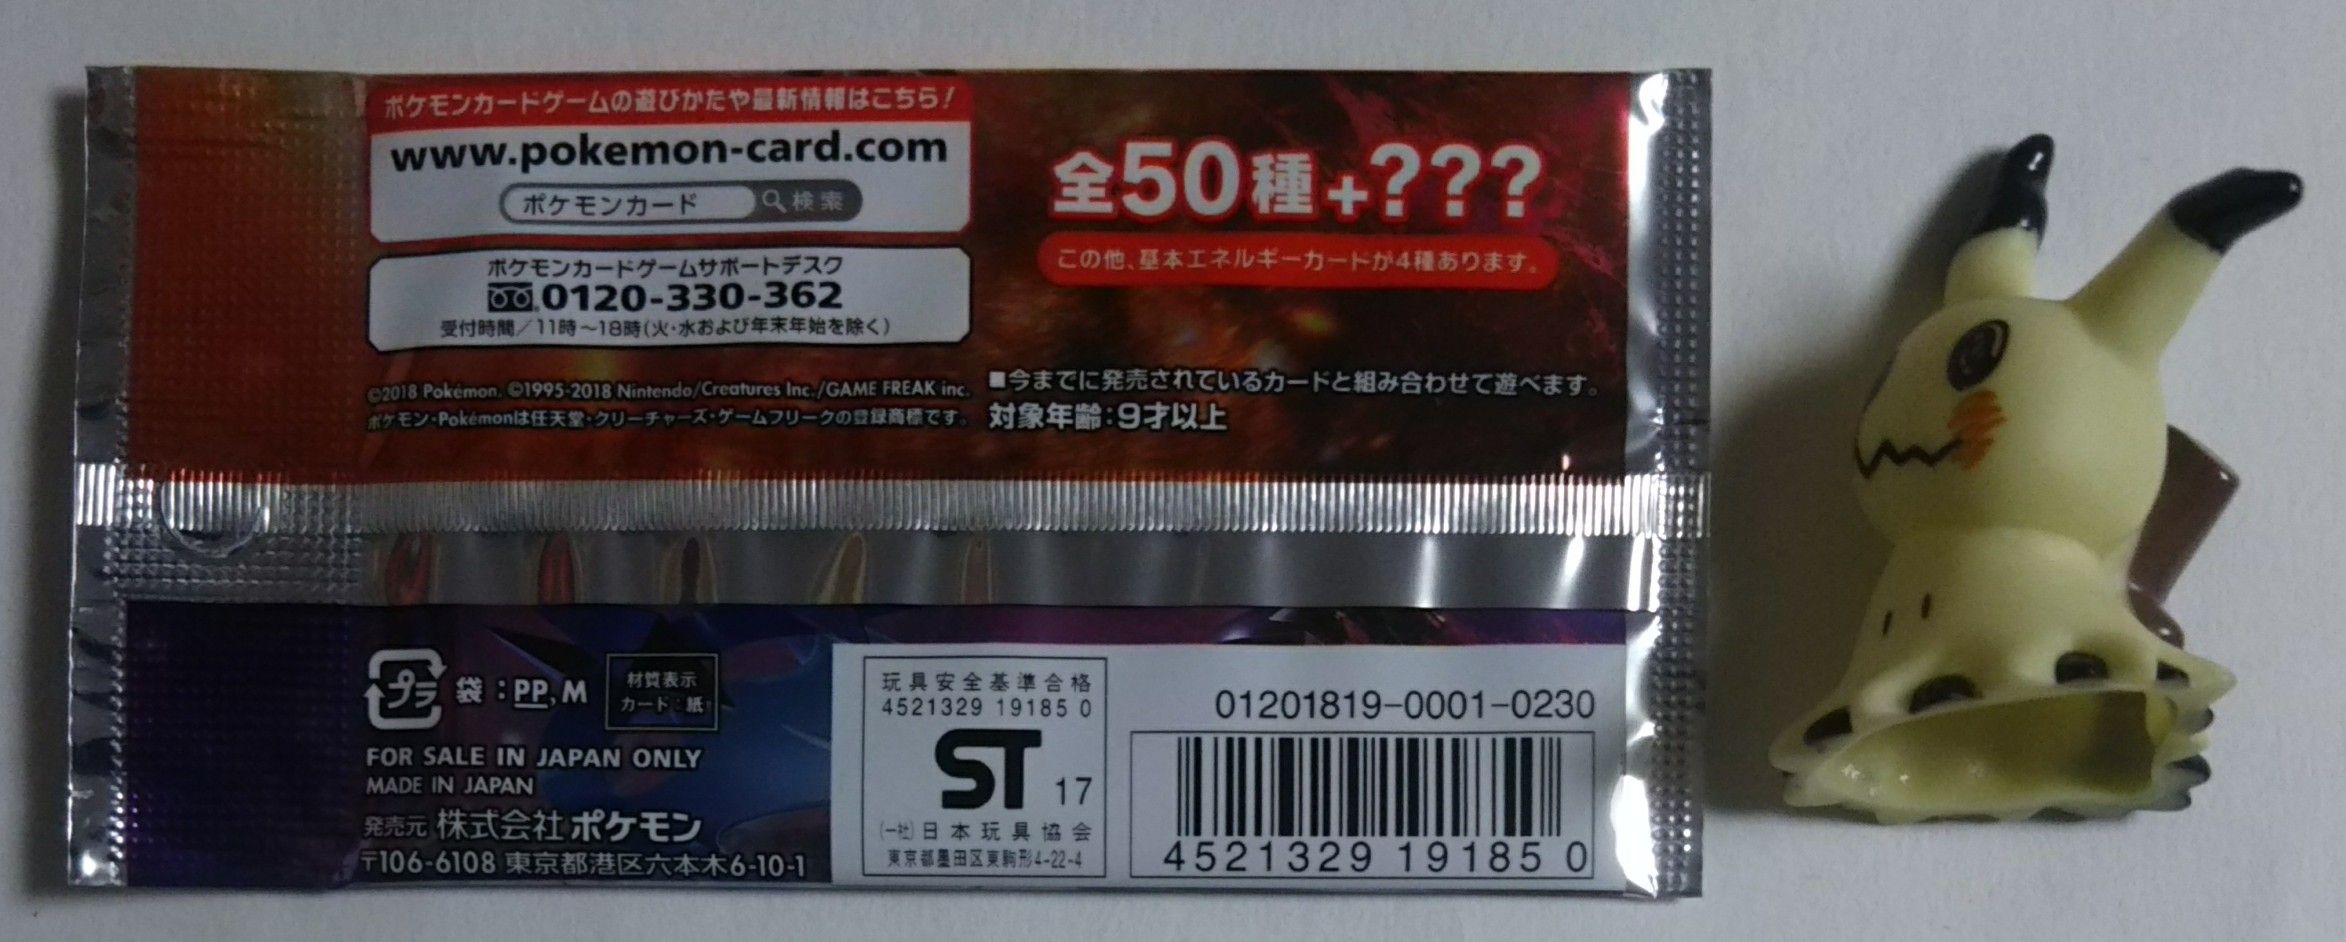 ポケモンカードゲームの遊びかたや最新情報はこちら!
www.pokemon-card.com
ポケモンカード 検索
ポケモンカードゲームサポートデスク
0120-330-362
受付時間/11時~18時(火・水および年末年始を除く)
©2018 Pokémon. ©1995-2018 Nintendo/Creatures Inc./GAME FREAK inc.
ポケモン・Pokémonは任天堂・クリーチャーズ・ゲームフリークの登録商標です。
全50種+???
この他、基本エネルギーカードが4種あります。
■今までに発売されているカードと組み合わせて遊べます。
対象年齢:9才以上
プラ 袋:PP,M
材質表示
カード:紙
FOR SALE IN JAPAN ONLY
MADE IN JAPAN
発売元 株式会社ポケモン
〒106-6108 東京都港区六本木6-10-1
玩具安全基準合格
4521329 19185 0
ST 17
(一社)日本玩具協会
東京都墨田区東駒形4-22-4
01201819-0001-0230
4521329 19185 0